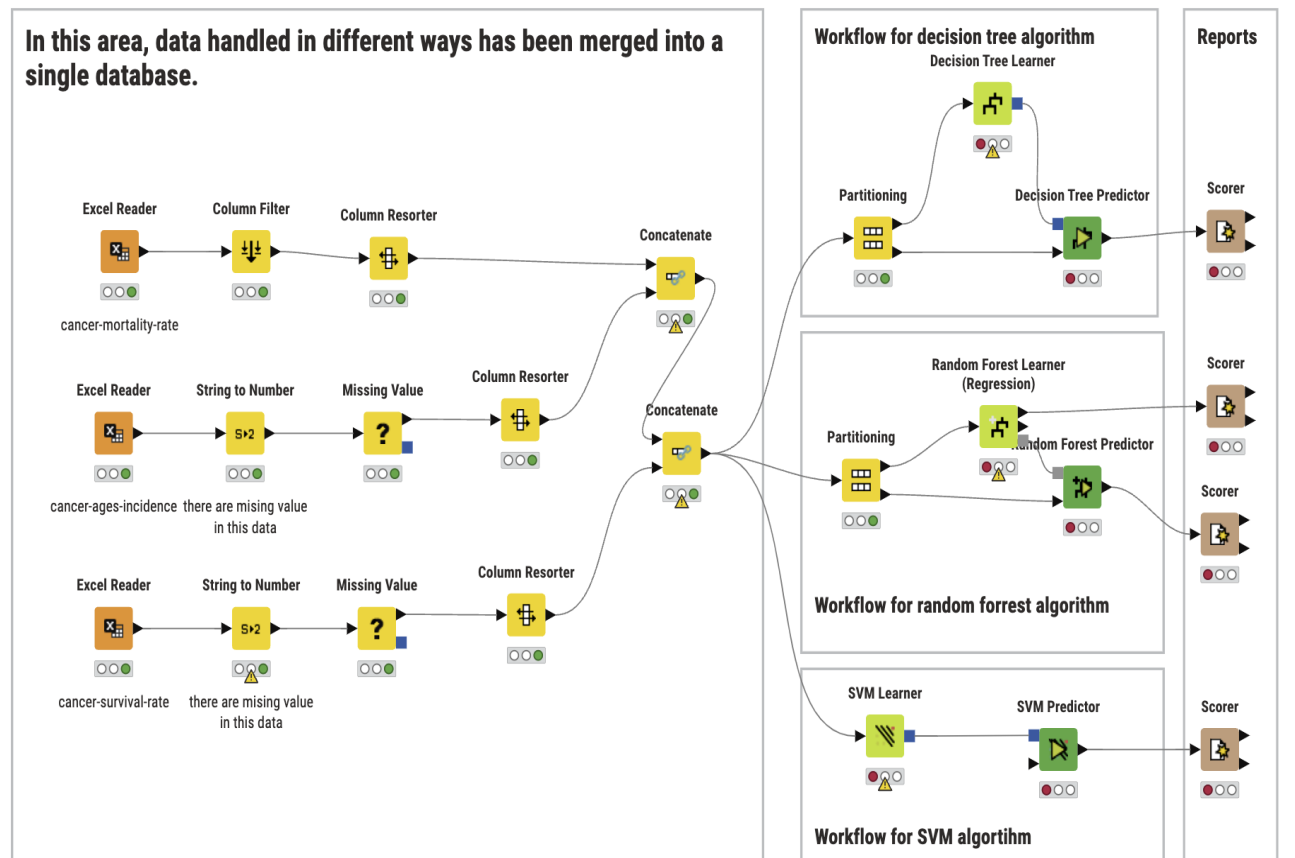 In this area, data handled in different ways has been merged into a
single database.
Excel Reader
Column Filter
Column Resorter
Concatenate
cancer-mortality-rate
Excel Reader
String to Number
Missing Value
Column Resorter
Concatenate
S▸2
?
cancer-ages-incidence
there are mising value
in this data
Excel Reader
String to Number
Missing Value
Column Resorter
S▸2
?
cancer-survival-rate
there are mising value
in this data
Workflow for decision tree algorithm
Decision Tree Learner
Partitioning
Decision Tree Predictor
Random Forest Learner
(Regression)
Partitioning
Random Forest Predictor
Workflow for random forrest algorithm
SVM Learner
SVM Predictor
Workflow for SVM algortihm
Reports
Scorer
Scorer
Scorer
Scorer